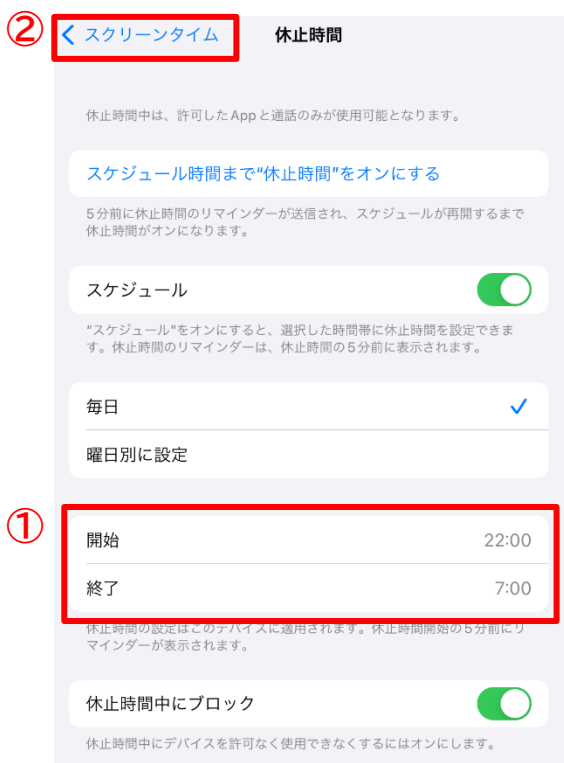 ②
スクリーンタイム 休止時間
休止時間中は、許可したAppと通話のみが使用可能となります。
スケジュール時間まで“休止時間”をオンにする
5分前に休止時間のリマインダーが送信され、スケジュールが再開するまで
休止時間がオンになります。
スケジュール
“スケジュール"をオンにすると、選択した時間帯に休止時間を設定できま
す。休止時間のリマインダーは、休止時間の5分前に表示されます。
毎日
曜日別に設定
①
開始 22:00
終了 7:00
休止時間の設定はこのデバイスに適用されます。休止時間開始の5分前にリ
マインダーが表示されます。
休止時間中にブロック
休止時間中にデバイスを許可なく使用できなくするにはオンにします。